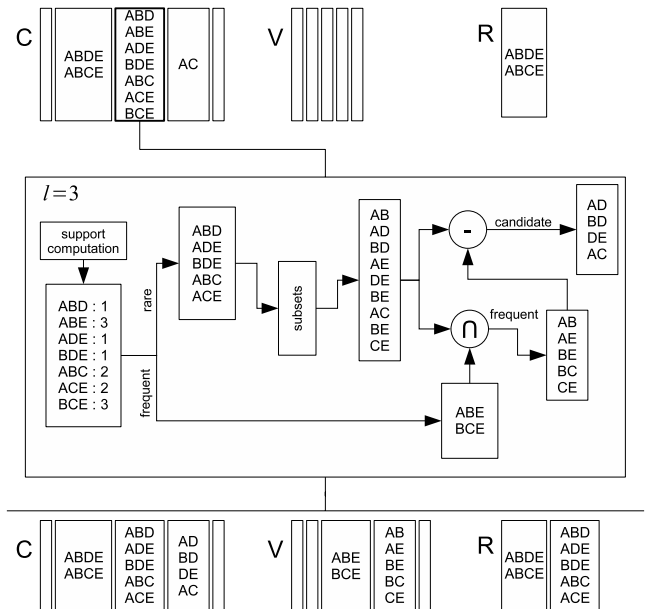 C
ABDE
ABCE
ABD
ABE
ADE
BDE
ABC
ACE
BCE
AC
V
R
ABDE
ABCE
l=3
support
computation
ABD : 1
ABE : 3
ADE : 1
BDE : 1
ABC : 2
ACE : 2
BCE : 3
rare
frequent
ABD
ADE
BDE
ABC
ACE
subsets
AB
AD
BD
AE
DE
BE
AC
BE
CE
-
candidate
AD
BD
DE
AC
∩
frequent
AB
AE
BE
BC
CE
ABE
BCE
C
ABDE
ABCE
ABD
ADE
BDE
ABC
ACE
AD
BD
DE
AC
V
ABE
BCE
AB
AE
BE
BC
CE
R
ABDE
ABCE
ABD
ADE
BDE
ABC
ACE